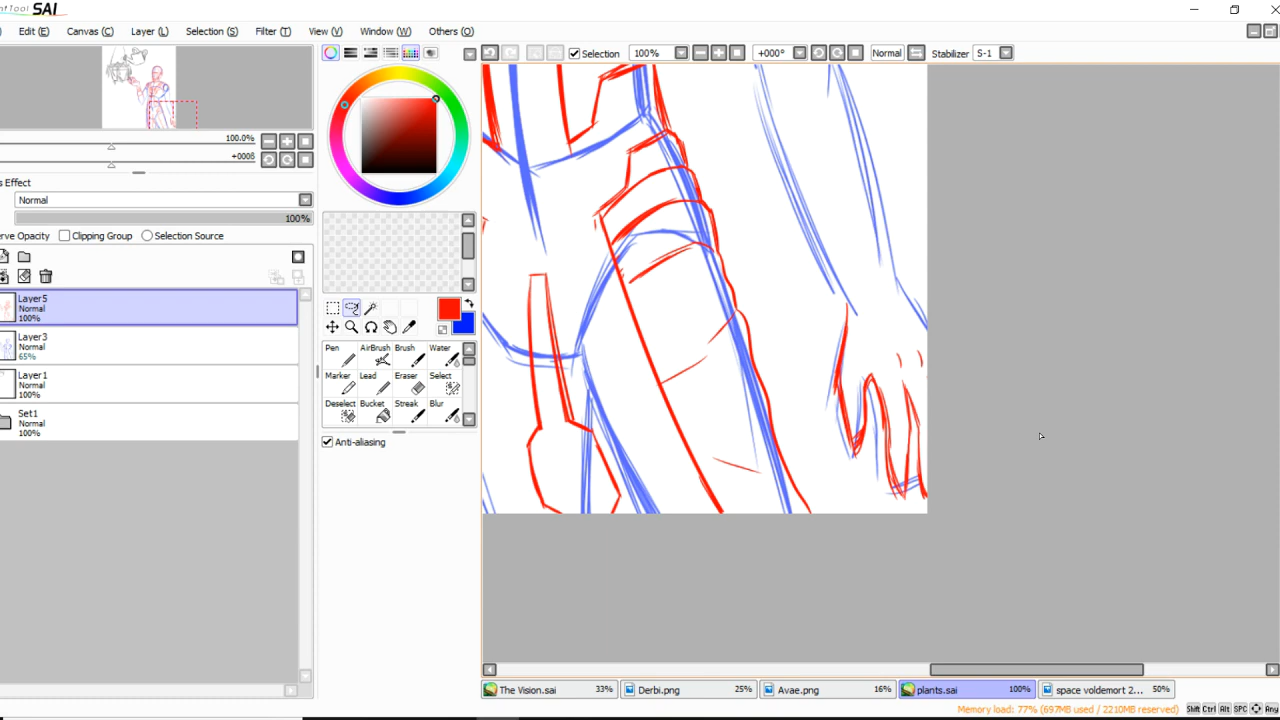 ntTool SAI
Edit (E) Canvas (C) Layer (L) Selection (S) Filter (T) View (V) Window (W) Others (O)
Selection 100% +000° Normal Stabilizer S-1
100.0%
+0008
s Effect
Normal
100%
rve Opacity Clipping Group Selection Source
Layer5
Normal
100%
Layer3
Normal
65%
Layer1
Normal
100%
Set1
Normal
100%
Pen AirBrush Brush Water
Marker Lead Eraser Select
Deselect Bucket Streak Blur
Anti-aliasing
The Vision.sai 33% Derbi.png 25% Avae.png 16% plants.sai 100% space voldemort 2... 50%
Memory load: 77% (697MB used / 2210MB reserved) Shift Ctrl Alt SPC Any